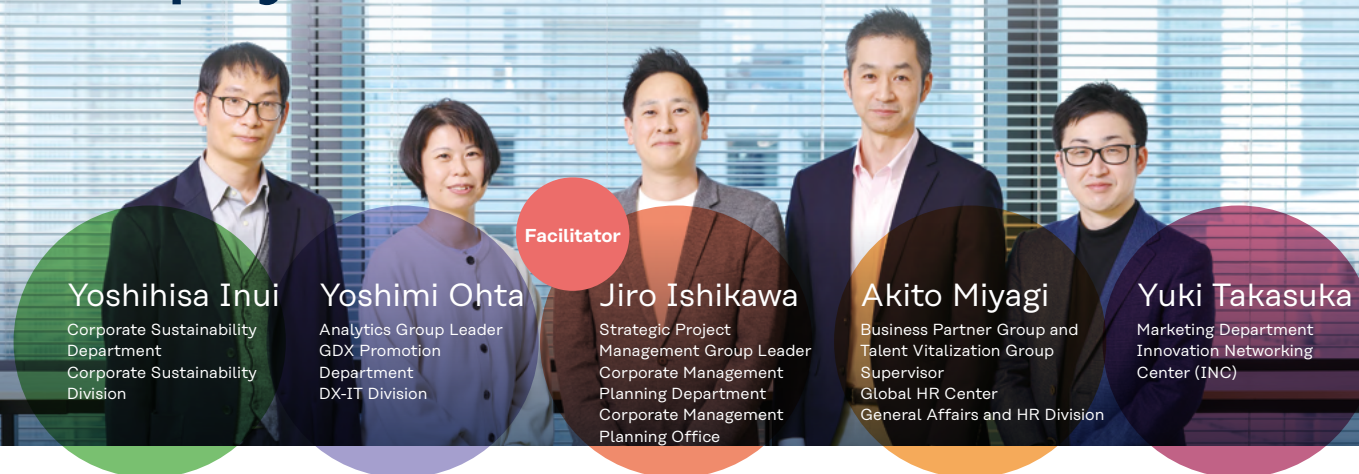 Yoshihisa Inui
Corporate Sustainability
Department
Corporate Sustainability
Division
Yoshimi Ohta
Analytics Group Leader
GDX Promotion
Department
DX-IT Division
Facilitator
Jiro Ishikawa
Strategic Project
Management Group Leader
Corporate Management
Planning Department
Corporate Management
Planning Office
Akito Miyagi
Business Partner Group and
Talent Vitalization Group
Supervisor
Global HR Center
General Affairs and HR Division
Yuki Takasuka
Marketing Department
Innovation Networking
Center (INC)